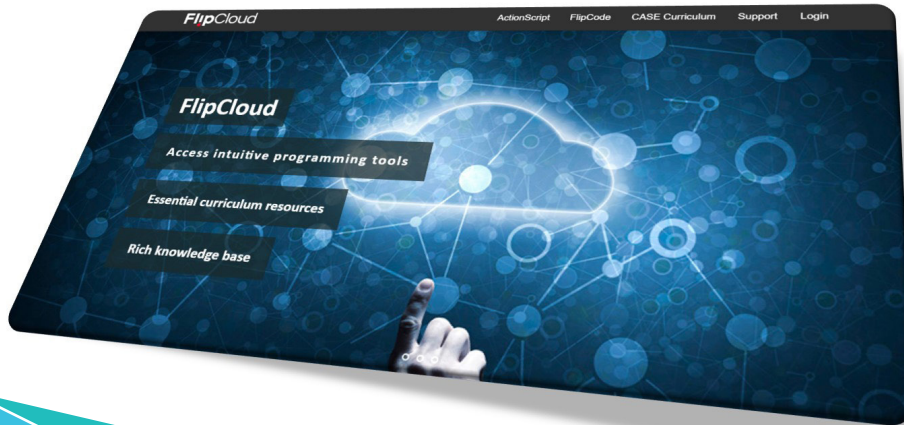 FlipCloud
ActionScript FlipCode CASE Curriculum Support Login
FlipCloud
Access intuitive programming tools
Essential curriculum resources
Rich knowledge base